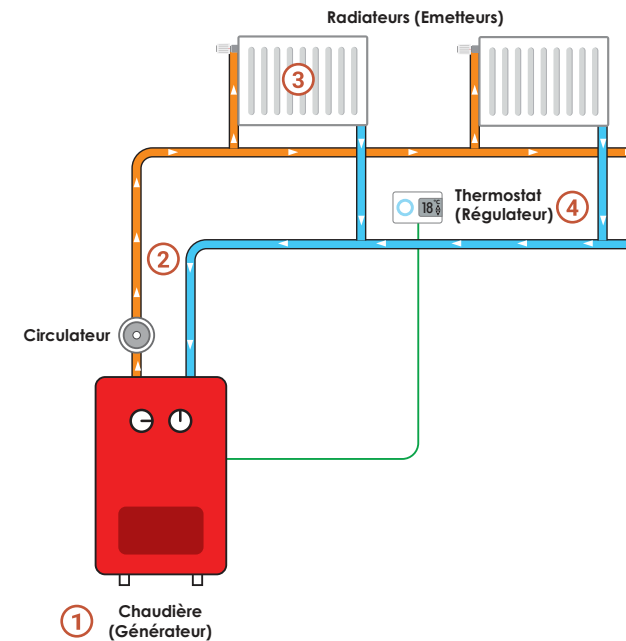 Radiateurs (Emetteurs)
3
18
°C
Thermostat
(Régulateur)
4
2
Circulateur
1
Chaudière
(Générateur)